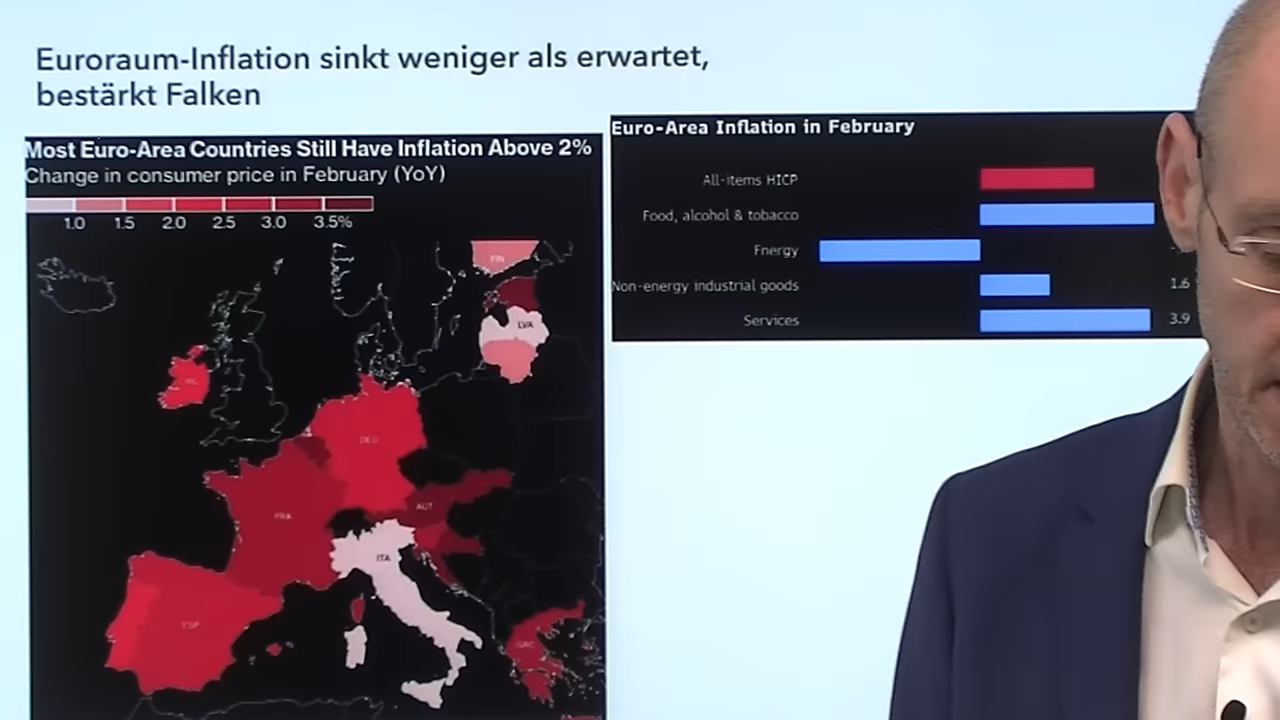 Euroraum-Inflation sinkt weniger als erwartet,
bestärkt Falken
Most Euro-Area Countries Still Have Inflation Above 2%
Change in consumer price in February (YoY)
1.0 1.5 2.0 2.5 3.0 3.5%
FIN
LVA
DEU
FRA
AUT
ITA
ESP
GRC
Euro-Area Inflation in February
All-items HICP
Food, alcohol & tobacco
Energy
Non-energy industrial goods 1.6
Services 3.9